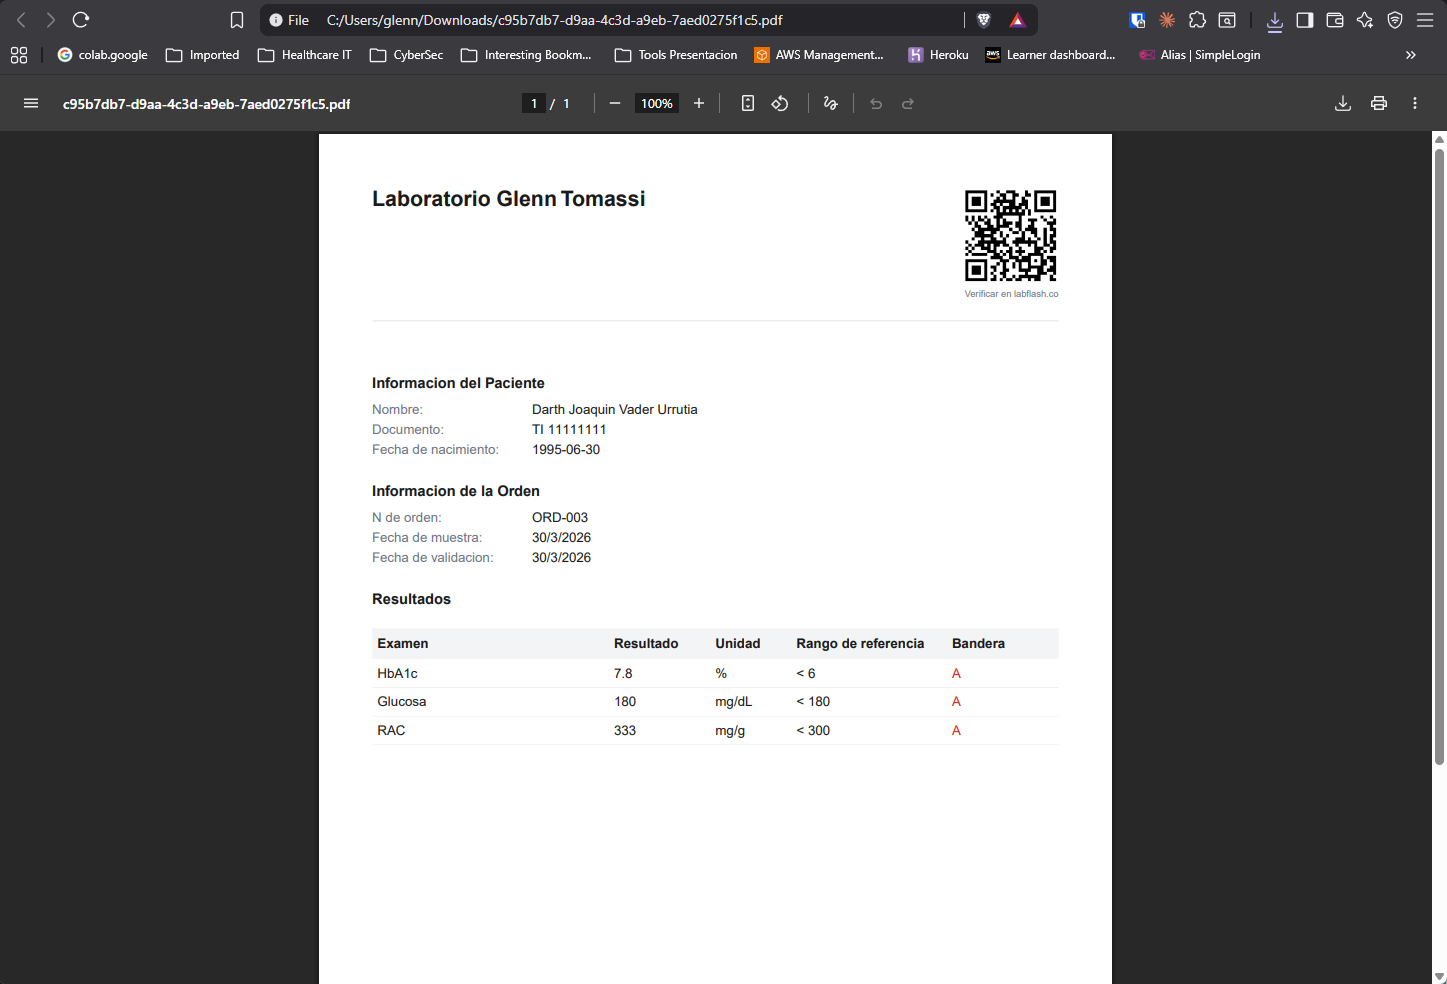 File C:/Users/glenn/Downloads/c95b7db7-d9aa-4c3d-a9eb-7aed0275f1c5.pdf
colab.google Imported Healthcare IT CyberSec Interesting Bookm... Tools Presentacion AWS Management... Heroku Learner dashboard... Alias | SimpleLogin »
c95b7db7-d9aa-4c3d-a9eb-7aed0275f1c5.pdf 1 / 1 — 100% +
Laboratorio Glenn Tomassi
Verificar en labflash.co
Informacion del Paciente
Nombre: Darth Joaquin Vader Urrutia
Documento: TI 11111111
Fecha de nacimiento: 1995-06-30
Informacion de la Orden
N de orden: ORD-003
Fecha de muestra: 30/3/2026
Fecha de validacion: 30/3/2026
Resultados
Examen Resultado Unidad Rango de referencia Bandera
HbA1c 7.8 % < 6 A
Glucosa 180 mg/dL < 180 A
RAC 333 mg/g < 300 A